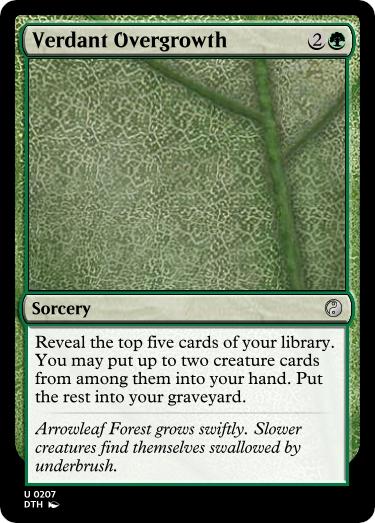 Verdant Overgrowth 2
Sorcery
Reveal the top five cards of your library.
You may put up to two creature cards
from among them into your hand. Put
the rest into your graveyard.
Arrowleaf Forest grows swiftly. Slower
creatures find themselves swallowed by
underbrush.
U 0207
DTH